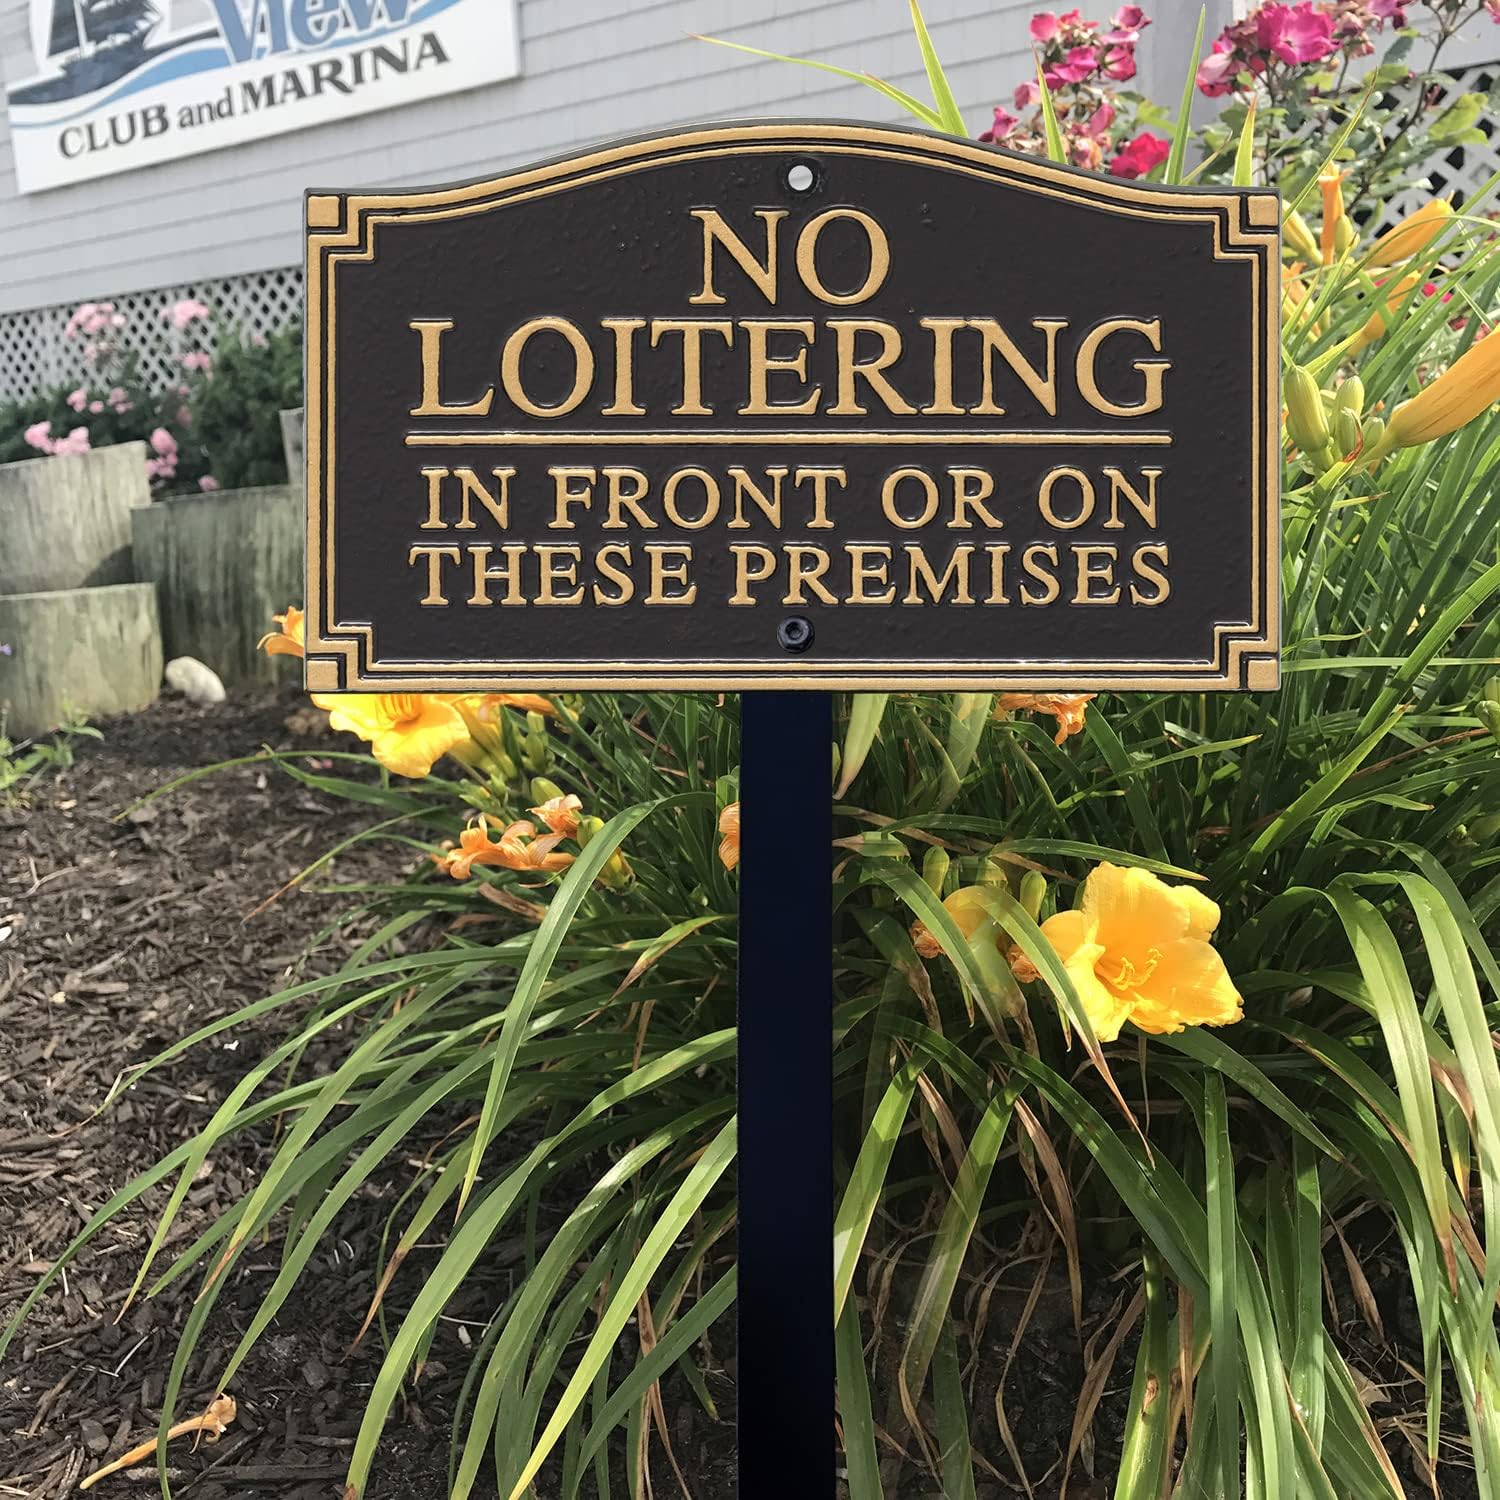 View
CLUB and MARINA
NO
LOITERING
IN FRONT OR ON
THESE PREMISES